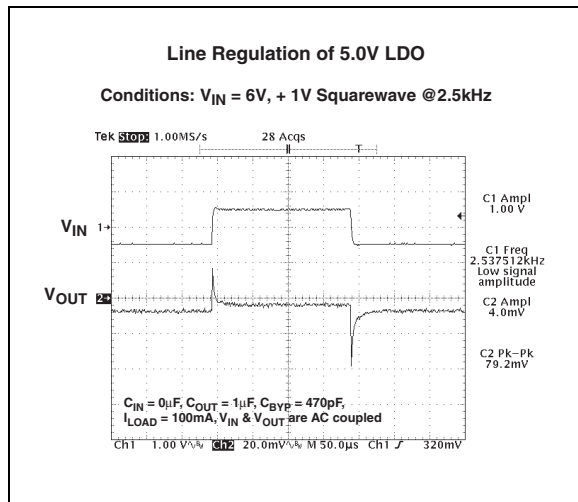 Line Regulation of 5.0V LDO
Conditions: VIN = 6V, + 1V Squarewave @2.5kHz
Tek Stop: 1.00MS/s 28 Acqs
T
C1 Ampl
1.00 V
VIN 1→
C1 Freq
2.537512kHz
Low signal
amplitude
VOUT 2→
C2 Ampl
4.0mV
C2 Pk–Pk
79.2mV
CIN = 0μF, COUT = 1μF, CBYP = 470pF,
ILOAD = 100mA, VIN & VOUT are AC coupled
Ch1 1.00 V∿BW Ch2 20.0mV∿BW M 50.0μs Ch1 ∫ 320mV